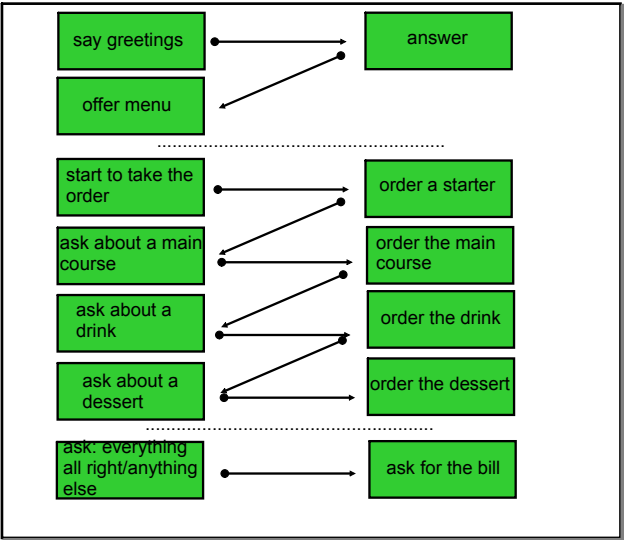 say greetings
answer
offer menu
start to take the
order
order a starter
ask about a main
course
order the main
course
ask about a
drink
order the drink
ask about a
dessert
order the dessert
ask: everything
all right/anything
else
ask for the bill